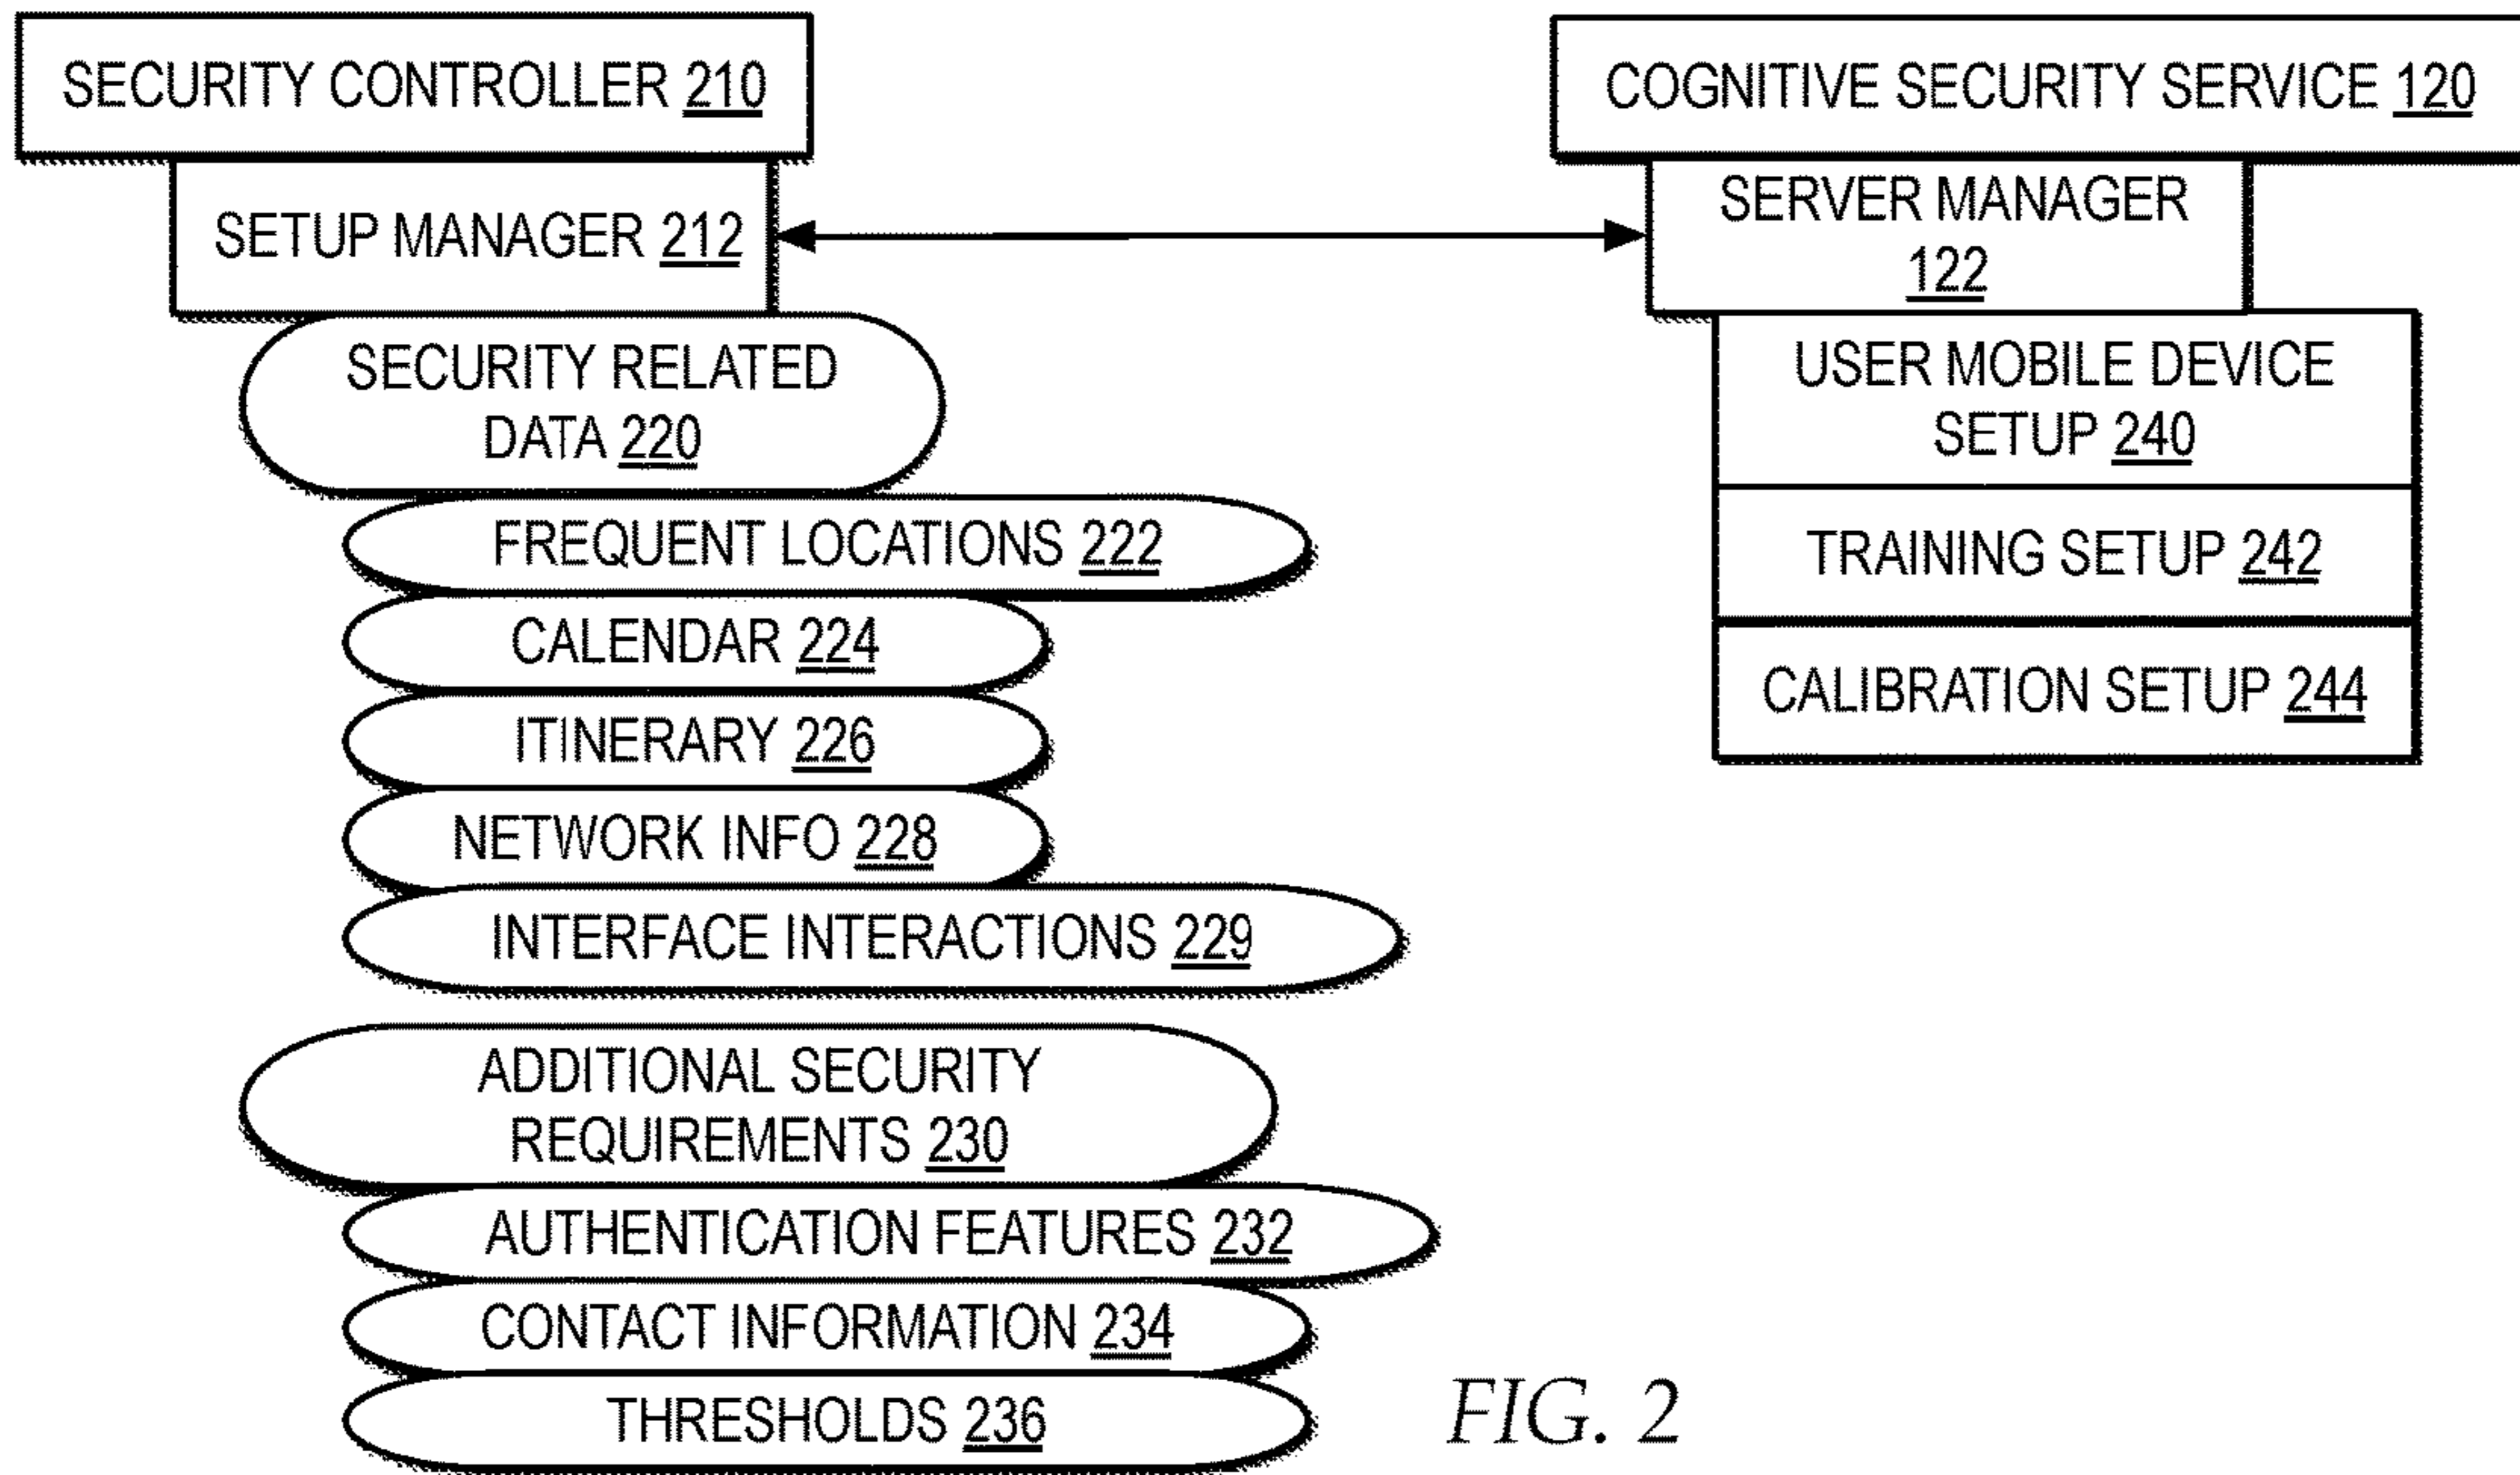 SECURITY CONTROLLER 210
SETUP MANAGER 212
SECURITY RELATED
DATA 220
FREQUENT LOCATIONS 222
CALENDAR 224
ITINERARY 226
NETWORK INFO 228
INTERFACE INTERACTIONS 229
ADDITIONAL SECURITY
REQUIREMENTS 230
AUTHENTICATION FEATURES 232
CONTACT INFORMATION 234
THRESHOLDS 236
COGNITIVE SECURITY SERVICE 120
SERVER MANAGER
122
USER MOBILE DEVICE
SETUP 240
TRAINING SETUP 242
CALIBRATION SETUP 244
FIG. 2